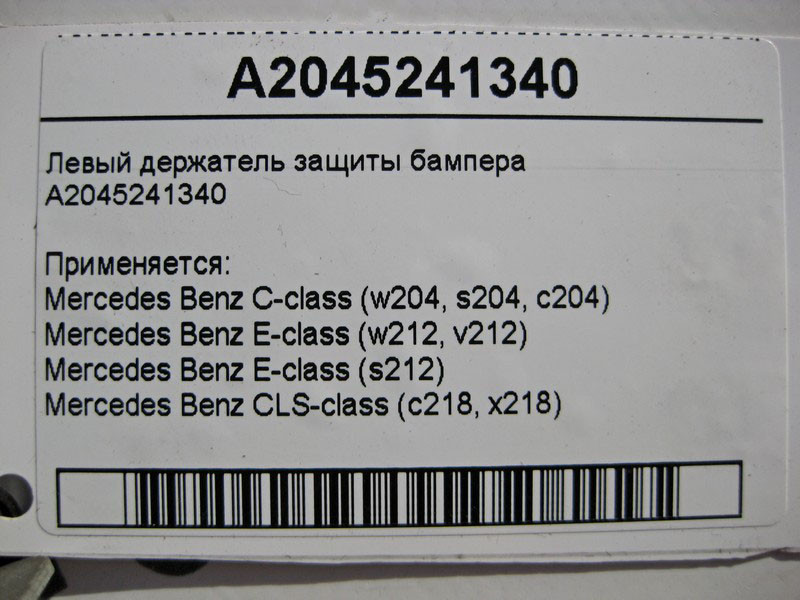 A2045241340
Левый держатель защиты бампера
A2045241340
Применяется:
Mercedes Benz C-class (w204, s204, c204)
Mercedes Benz E-class (w212, v212)
Mercedes Benz E-class (s212)
Mercedes Benz CLS-class (c218, x218)